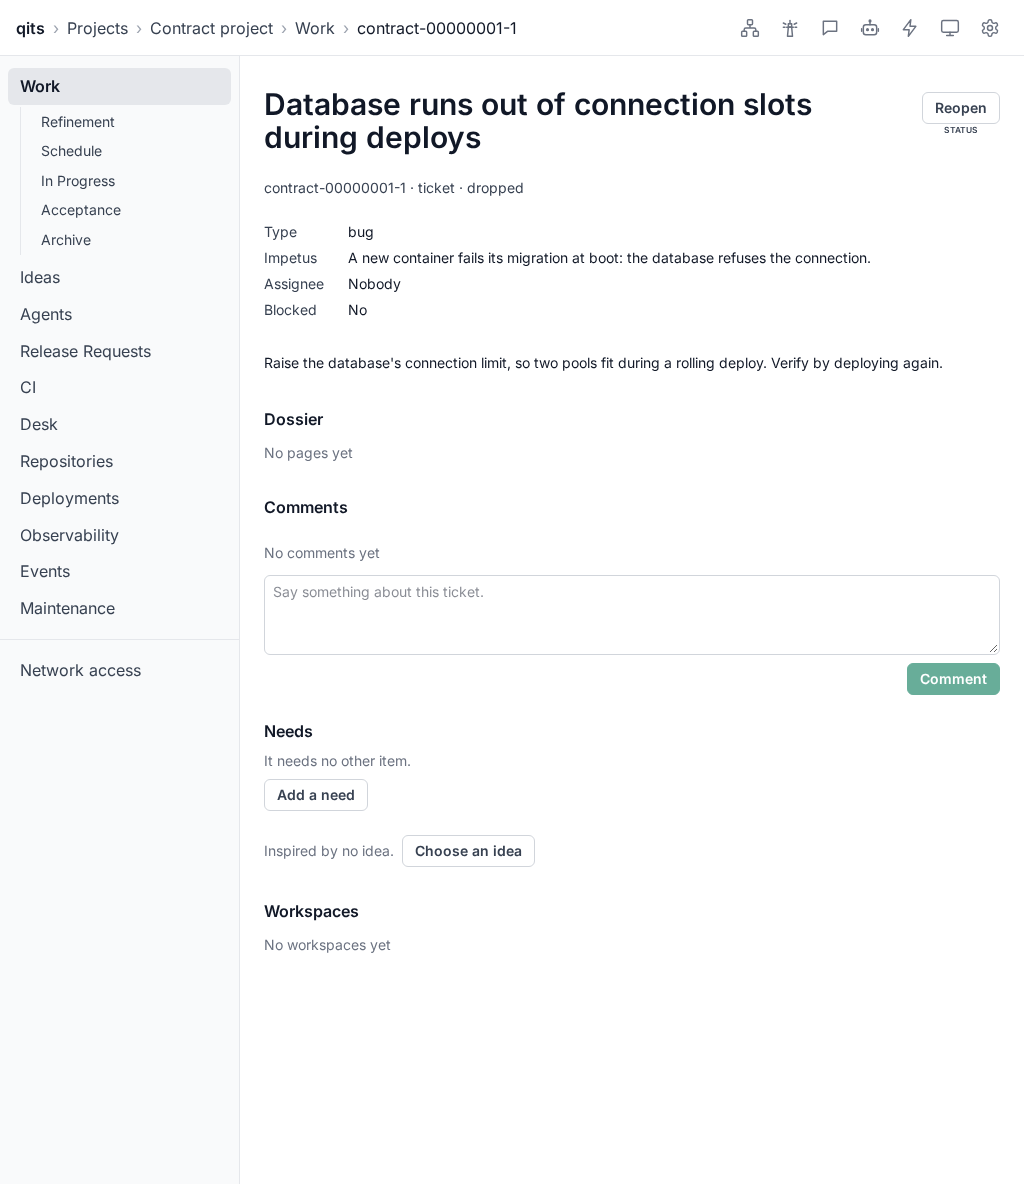 qits › Projects › Contract project › Work › contract-00000001-1
Work
Refinement
Schedule
In Progress
Acceptance
Archive
Ideas
Agents
Release Requests
CI
Desk
Repositories
Deployments
Observability
Events
Maintenance
Network access
Database runs out of connection slots
during deploys
Reopen
STATUS
contract-00000001-1 · ticket · dropped
Type bug
Impetus A new container fails its migration at boot: the database refuses the connection.
Assignee Nobody
Blocked No
Raise the database's connection limit, so two pools fit during a rolling deploy. Verify by deploying again.
Dossier
No pages yet
Comments
No comments yet
Say something about this ticket.
Comment
Needs
It needs no other item.
Add a need
Inspired by no idea. Choose an idea
Workspaces
No workspaces yet